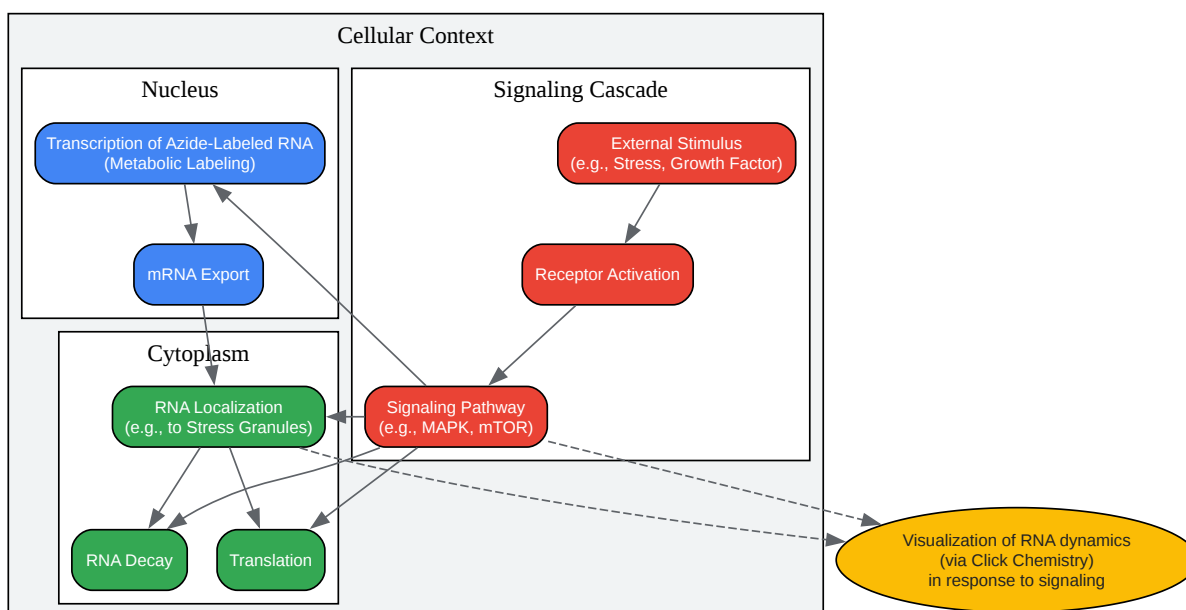 Cellular Context
Nucleus
Signaling Cascade
Transcription of Azide-Labeled RNA
(Metabolic Labeling)
External Stimulus
(e.g., Stress, Growth Factor)
mRNA Export
Receptor Activation
Cytoplasm
RNA Localization
(e.g., to Stress Granules)
Signaling Pathway
(e.g., MAPK, mTOR)
RNA Decay
Translation
Visualization of RNA dynamics
(via Click Chemistry)
in response to signaling